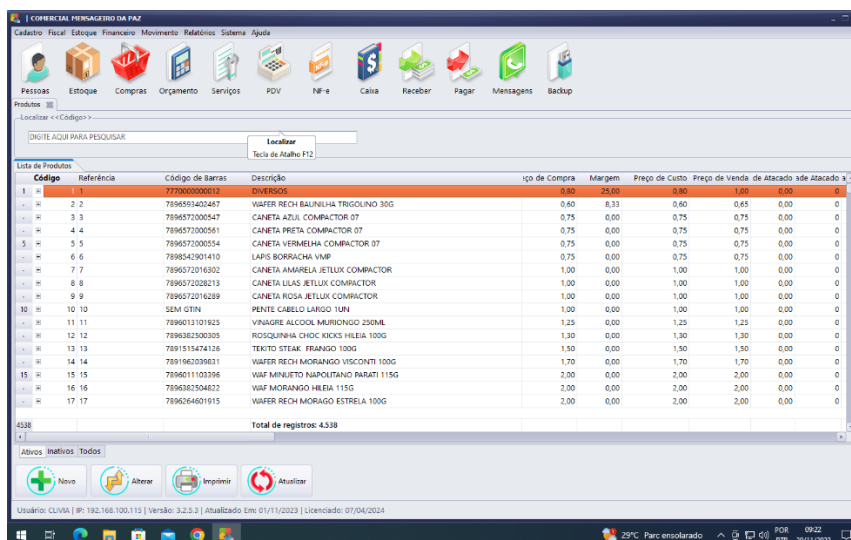 | COMERCIAL MENSAGEIRO DA PAZ
Cadastro Fiscal Estoque Financeiro Movimento Relatórios Sistema Ajuda
Pessoas Estoque Compras Orçamento Serviços PDV NF-e Caixa Receber Pagar Mensagens Backup
Produtos
Localizar <<Código>>
DIGITE AQUI PARA PESQUISAR
Localizar
Tecla de Atalho F12
Lista de Produtos
Código Referência Código de Barras Descrição ço de Compra Margem Preço de Custo Preço de Venda de Atacado ade Atacado
1 1 1 7770000000012 DIVERSOS 0,80 25,00 0,80 1,00 0,00 0
2 2 7896593402467 WAFER RECH BAUNILHA TRIGOLINO 30G 0,60 8,33 0,60 0,65 0,00 0
3 3 7896572000547 CANETA AZUL COMPACTOR 07 0,75 0,00 0,75 0,75 0,00 0
4 4 7896572000561 CANETA PRETA COMPACTOR 07 0,75 0,00 0,75 0,75 0,00 0
5 5 5 7896572000554 CANETA VERMELHA COMPACTOR 07 0,75 0,00 0,75 0,75 0,00 0
6 6 7898542901410 LAPIS BORRACHA VMP 0,75 0,00 0,75 0,75 0,00 0
7 7 7896572016302 CANETA AMARELA JETLUX COMPACTOR 1,00 0,00 1,00 1,00 0,00 0
8 8 7896572028213 CANETA LILAS JETLUX COMPACTOR 1,00 0,00 1,00 1,00 0,00 0
9 9 7896572016289 CANETA ROSA JETLUX COMPACTOR 1,00 0,00 1,00 1,00 0,00 0
10 10 10 SEM GTIN PENTE CABELO LARGO 1UN 1,00 0,00 1,00 1,00 0,00 0
11 11 7896013101925 VINAGRE ALCOOL MURIONGO 250ML 1,25 0,00 1,25 1,25 0,00 0
12 12 7896382500305 ROSQUINHA CHOC KICKS HILEIA 100G 1,30 0,00 1,30 1,30 0,00 0
13 13 7891515474126 TEKITO STEAK FRANGO 100G 1,50 0,00 1,50 1,50 0,00 0
14 14 7891962039831 WAFER RECH MORANGO VISCONTI 100G 1,70 0,00 1,70 1,70 0,00 0
15 15 15 7896011103396 WAF MINUETO NAPOLITANO PARATI 115G 2,00 0,00 2,00 2,00 0,00 0
16 16 7896382504822 WAF MORANGO HILEIA 115G 2,00 0,00 2,00 2,00 0,00 0
17 17 7896264601915 WAFER RECH MORAGO ESTRELA 100G 2,00 0,00 2,00 2,00 0,00 0
4538 Total de registros: 4.538
Ativos Inativos Todos
Novo Alterar Imprimir Atualizar
Usuário: CLIVIA | IP: 192.168.100.115 | Versão: 3.2.5.3 | Atualizado Em: 01/11/2023 | Licenciado: 07/04/2024
29°C Parc ensolarado POR 09:22